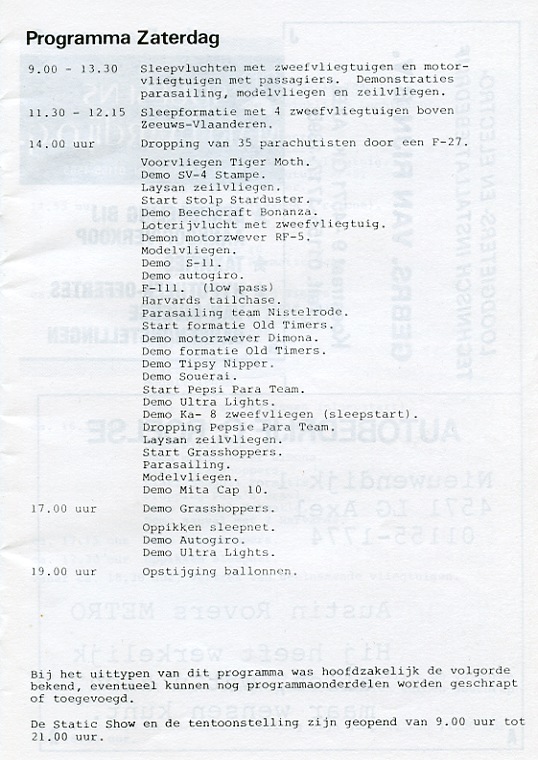 Programma Zaterdag
9.00 - 13.30 Sleepvluchten met zweefvliegtuigen en motor-
vliegtuigen met passagiers. Demonstraties
parasailing, modelvliegen en zeilvliegen.
11.30 - 12.15 Sleepformatie met 4 zweefvliegtuigen boven
Zeeuws-Vlaanderen.
14.00 uur Dropping van 35 parachutisten door een F-27.
Voorvliegen Tiger Moth.
Demo SV-4 Stampe.
Laysan zeilvliegen.
Start Stolp Starduster.
Demo Beechcraft Bonanza.
Loterijvlucht met zweefvliegtuig.
Demon motorzwever RF-5.
Modelvliegen.
Demo S-11.
Demo autogiro.
F-111. (low pass)
Harvards tailchase.
Parasailing team Nistelrode.
Start formatie Old Timers.
Demo motorzwever Dimona.
Demo formatie Old Timers.
Demo Tipsy Nipper.
Demo Souerai.
Start Pepsi Para Team.
Demo Ultra Lights.
Demo Ka- 8 zweefvliegen (sleepstart).
Dropping Pepsie Para Team.
Laysan zeilvliegen.
Start Grasshoppers.
Parasailing.
Modelvliegen.
Demo Mita Cap 10.
17.00 uur Demo Grasshoppers.
Oppikken sleepnet.
Demo Autogiro.
Demo Ultra Lights.
19.00 uur Opstijging ballonnen.
Bij het uittypen van dit programma was hoofdzakelijk de volgorde
bekend, eventueel kunnen nog programmaonderdelen worden geschrapt
of toegevoegd.
De Static Show en de tentoonstelling zijn geopend van 9.00 uur tot
21.00 uur.